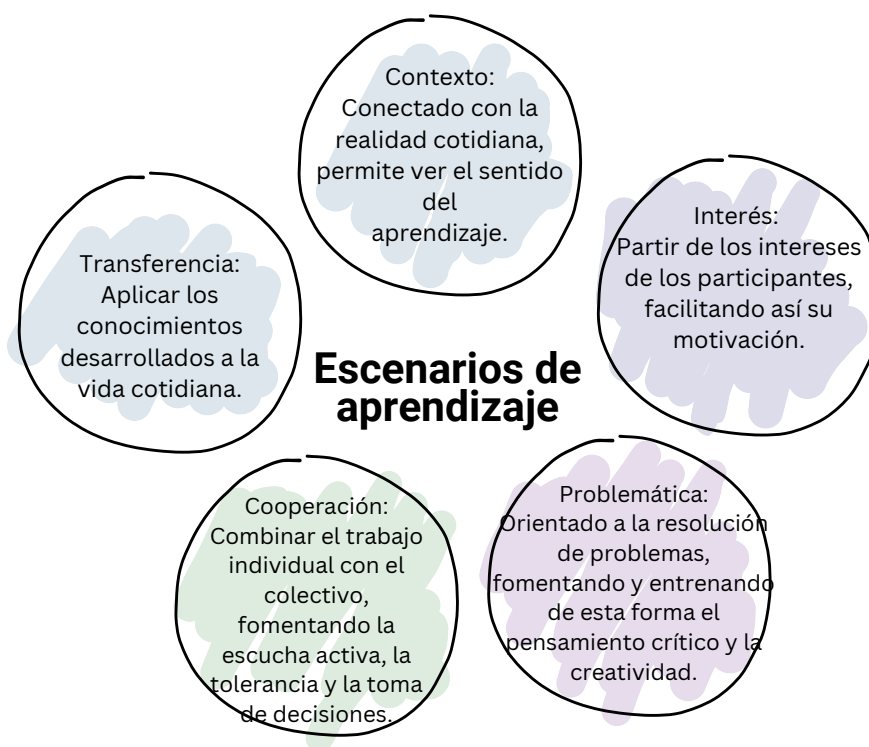 Contexto:
Conectado con la
realidad cotidiana,
permite ver el sentido
del
aprendizaje.
Interés:
Partir de los intereses
de los participantes,
facilitando así su
motivación.
Transferencia:
Aplicar los
conocimientos
desarrollados a la
vida cotidiana.
Escenarios de
aprendizaje
Cooperación:
Combinar el trabajo
individual con el
colectivo,
fomentando la
escucha activa, la
tolerancia y la toma
de decisiones.
Problemática:
Orientado a la resolución
de problemas,
fomentando y entrenando
de esta forma el
pensamiento crítico y la
creatividad.